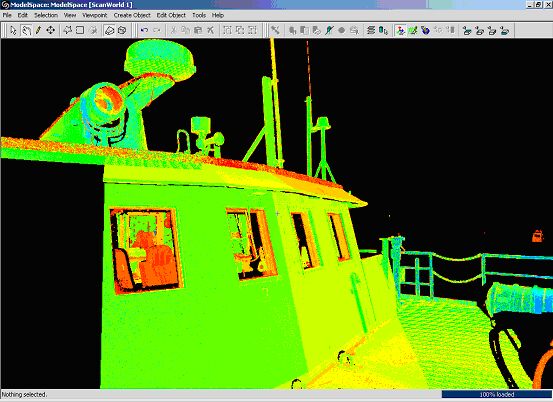 ModelSpace: ModelSpace [ScanWorld 1]
File Edit Selection View Viewpoint Create Object Edit Object Tools Help
Nothing selected.
100% loaded